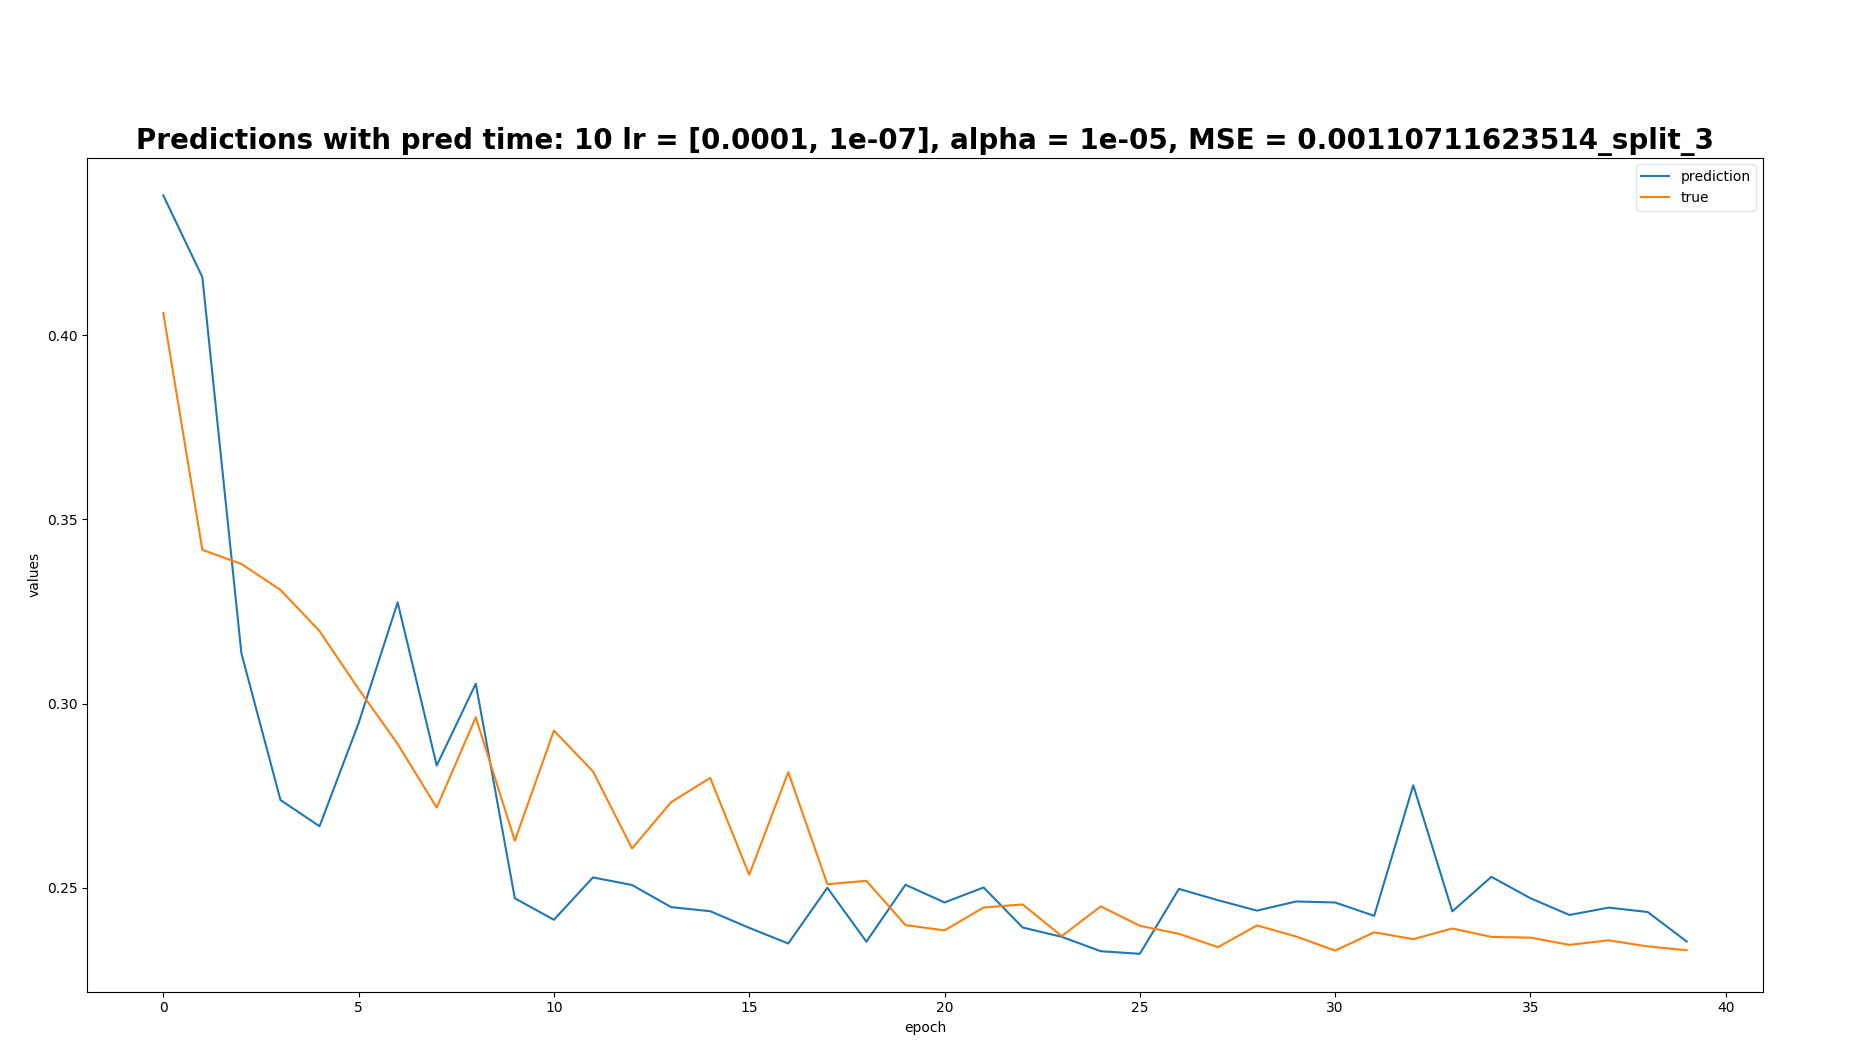 Predictions with pred time: 10 lr = [0.0001, 1e-07], alpha = 1e-05, MSE = 0.00110711623514_split_3
prediction
true
0.40
0.35
0.30
0.25
values
0 5 10 15 20 25 30 35 40
epoch